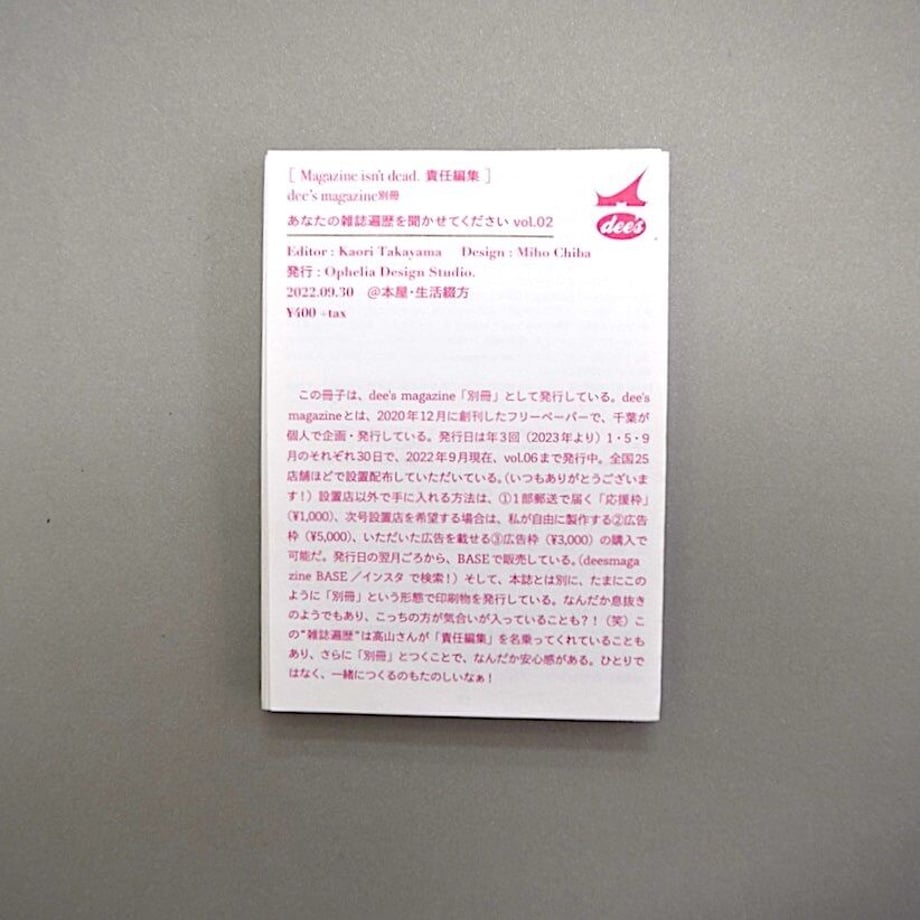 [ Magazine isn't dead. 責任編集 ]
dee's magazine別冊
あなたの雑誌遍歴を聞かせてください vol.02
dee's
Editor : Kaori Takayama Design : Miho Chiba
発行 : Ophelia Design Studio.
2022.09.30 @本屋・生活綴方
¥400 +tax
この冊子は、dee's magazine「別冊」として発行している。dee's
magazineとは、2020年12月に創刊したフリーペーパーで、千葉が
個人で企画・発行している。発行日は年3回（2023年より）1・5・9
月のそれぞれ30日で、2022年9月現在、vol.06まで発行中。全国25
店舗ほどで設置配布していただいている。（いつもありがとうございま
す！）設置店以外で手に入れる方法は、①1部郵送で届く「応援枠」
（¥1,000）、次号設置店を希望する場合は、私が自由に製作する②広告
枠（¥5,000）、いただいた広告を載せる③広告枠（¥3,000）の購入で
可能だ。発行日の翌月ごろから、BASEで販売している。（deesmaga
zine BASE／インスタ で検索！）そして、本誌とは別に、たまにこの
ように「別冊」という形態で印刷物を発行している。なんだか息抜き
のようでもあり、こっちの方が気合いが入っていることも？！（笑）こ
の“雑誌遍歴”は高山さんが「責任編集」を名乗ってくれていることも
あり、さらに「別冊」とつくことで、なんだか安心感がある。ひとりで
はなく、一緒につくるのもたのしいなぁ！